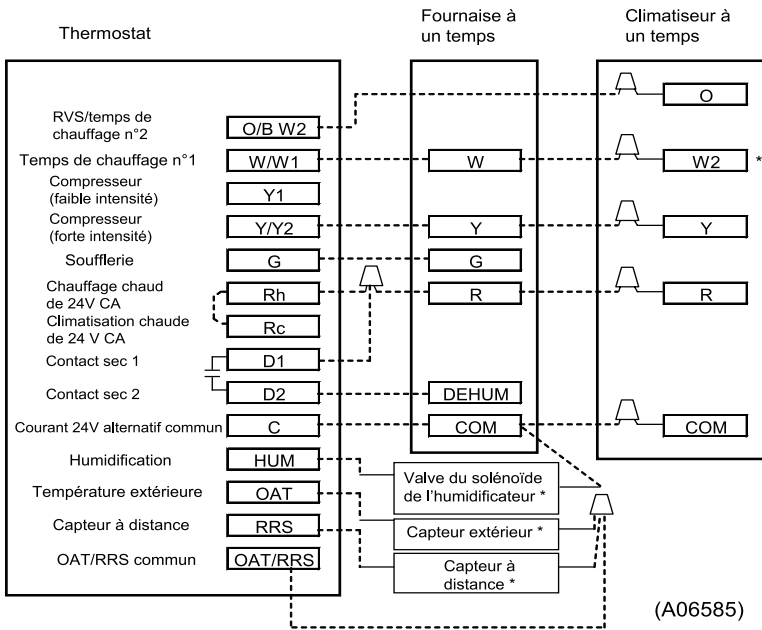 Thermostat
Fournaise à
un temps
Climatiseur à
un temps
O
RVS/temps de
chauffage n°2
O/B W2
Temps de chauffage n°1
W/W1
W
W2 *
Compresseur
(faible intensité)
Y1
Compresseur
(forte intensité)
Y/Y2
Y
Y
Soufflerie
G
G
Chauffage chaud
de 24V CA
Rh
R
R
Climatisation chaude
de 24 V CA
Rc
Contact sec 1
D1
Contact sec 2
D2
DEHUM
Courant 24V alternatif commun
C
COM
COM
Humidification
HUM
Valve du solénoïde
de l'humidificateur *
Température extérieure
OAT
Capteur extérieur *
Capteur à distance
RRS
Capteur à
distance *
OAT/RRS commun
OAT/RRS
(A06585)